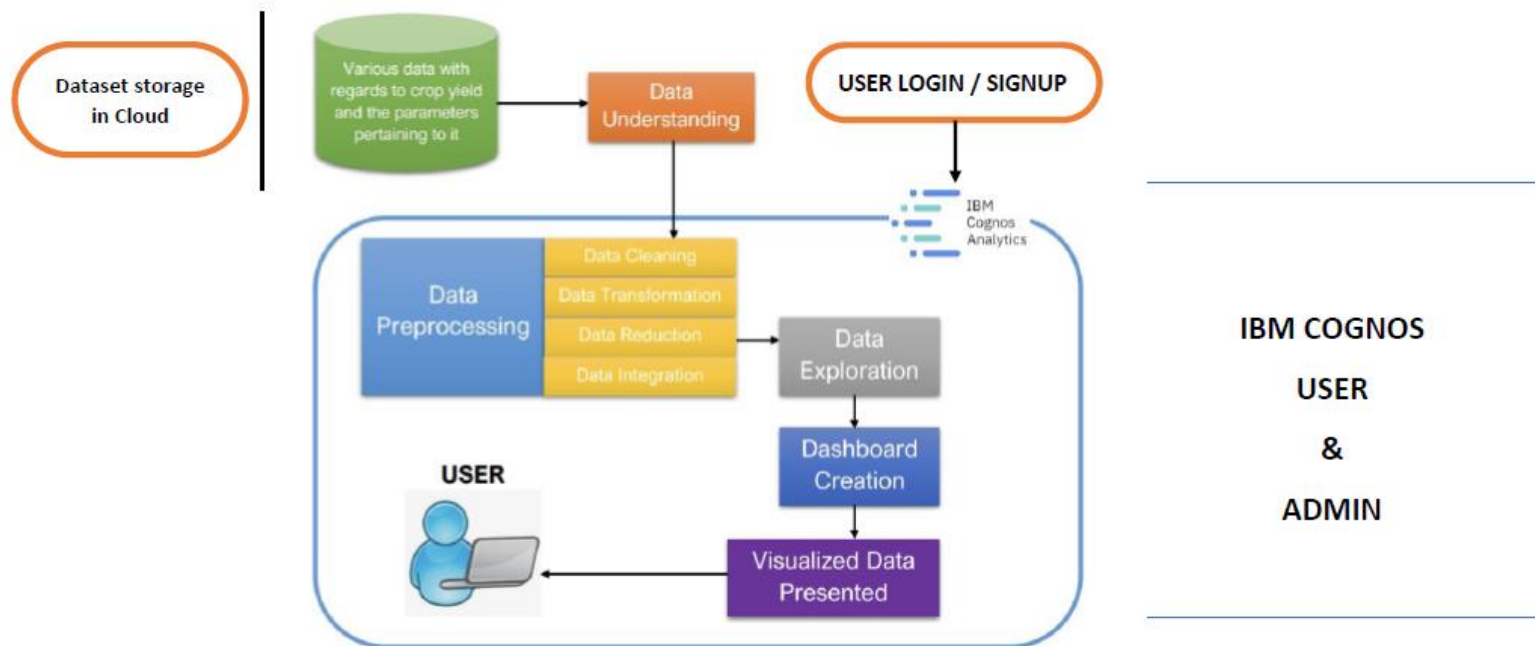 Dataset storage
in Cloud
Various data with
regards to crop yield
and the parameters
pertaining to it
Data
Understanding
USER LOGIN / SIGNUP
IBM
Cognos
Analytics
Data
Preprocessing
Data Cleaning
Data Transformation
Data Reduction
Data Integration
Data
Exploration
Dashboard
Creation
USER
Visualized Data
Presented
IBM COGNOS
USER
&
ADMIN